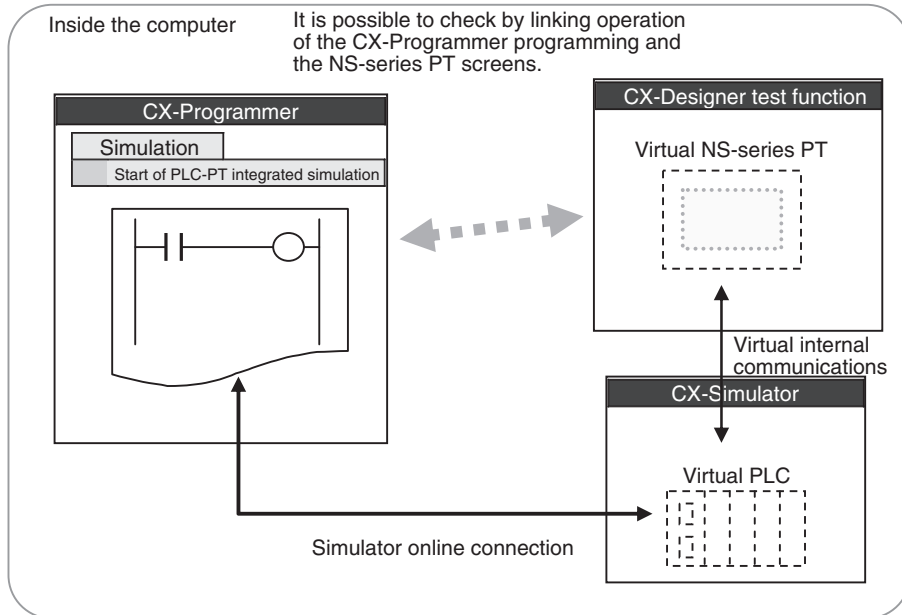 Inside the computer
It is possible to check by linking operation
of the CX-Programmer programming and
the NS-series PT screens.
CX-Programmer
Simulation
Start of PLC-PT integrated simulation
CX-Designer test function
Virtual NS-series PT
Virtual internal
communications
CX-Simulator
Virtual PLC
Simulator online connection